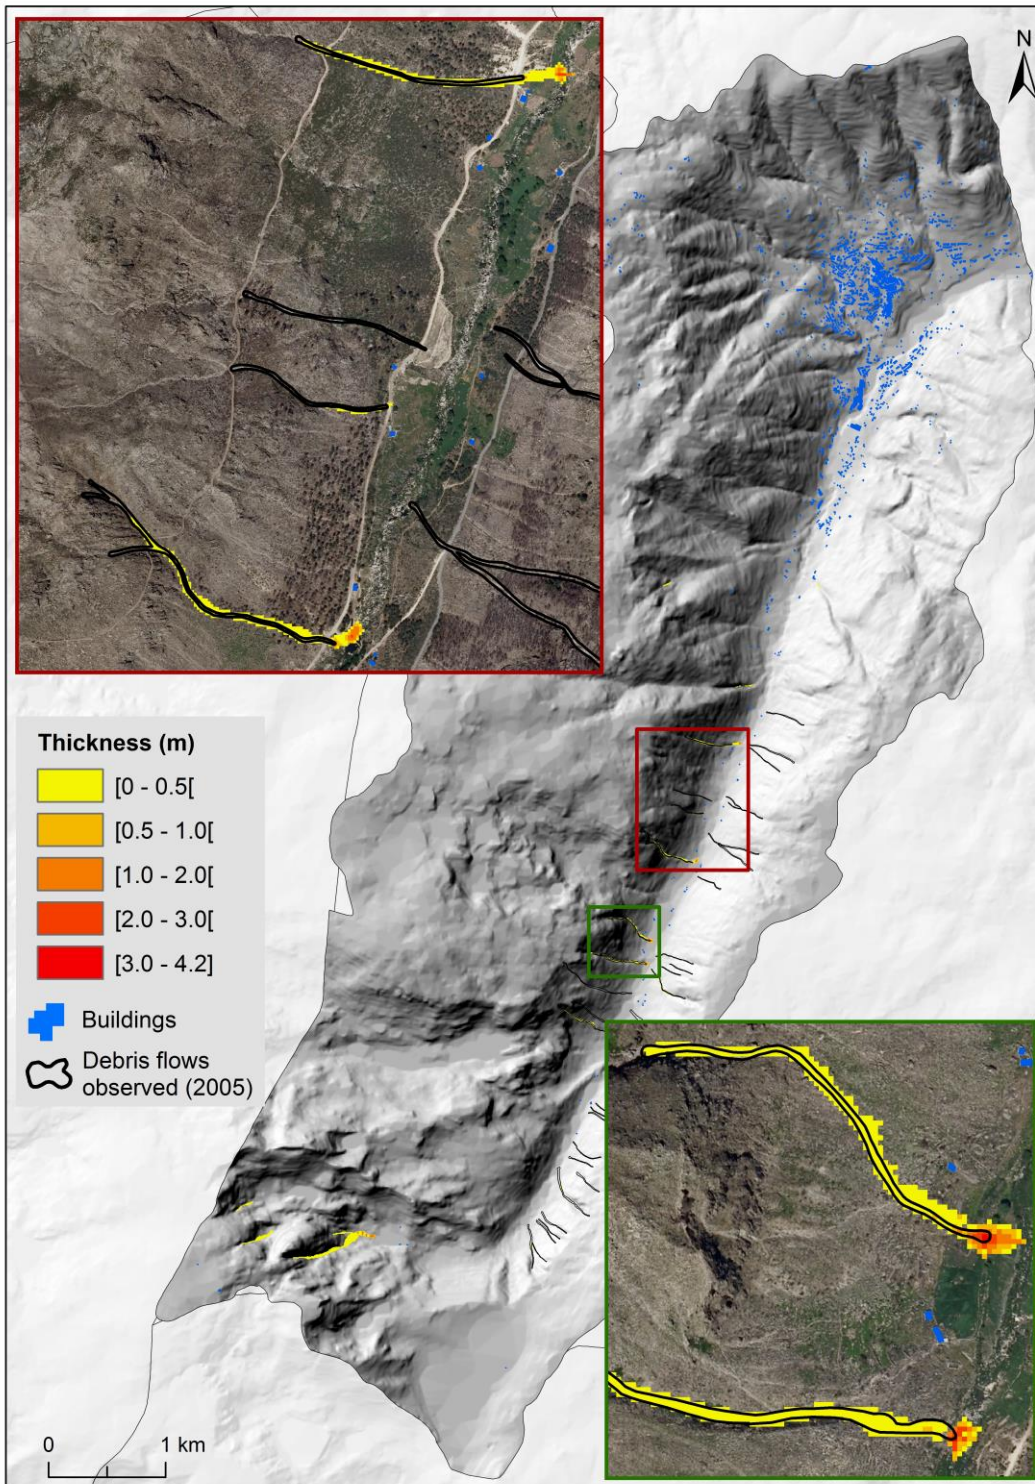 N
Thickness (m)
[0 - 0.5[
[0.5 - 1.0[
[1.0 - 2.0[
[2.0 - 3.0[
[3.0 - 4.2]
Buildings
Debris flows
observed (2005)
0 1 km